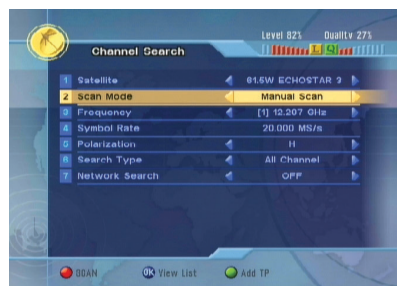 Level 82% Quality 27%
Channel Search
L Q
1 Satellite 61.5W ECHOSTAR 3
2 Scan Mode Manual Scan
3 Frequency [1] 12.207 GHz
4 Symbol Rate 20.000 MS/s
5 Polarization H
6 Search Type All Channel
7 Network Search OFF
SCAN OK View List Add TP